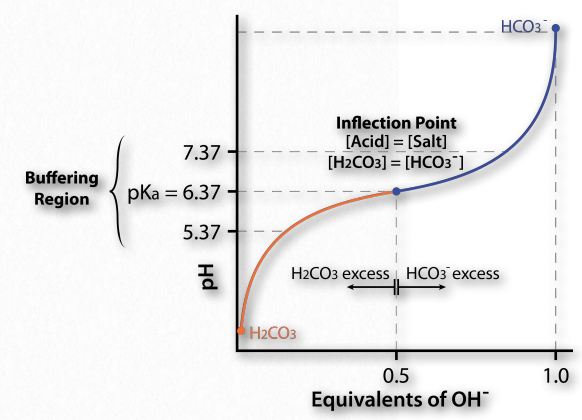 HCO3⁻
Inflection Point
[Acid] = [Salt]
[H2CO3] = [HCO3⁻]
7.37
Buffering
Region
pKa = 6.37
5.37
pH
H2CO3 excess
HCO3⁻ excess
H2CO3
0.5
1.0
Equivalents of OH⁻